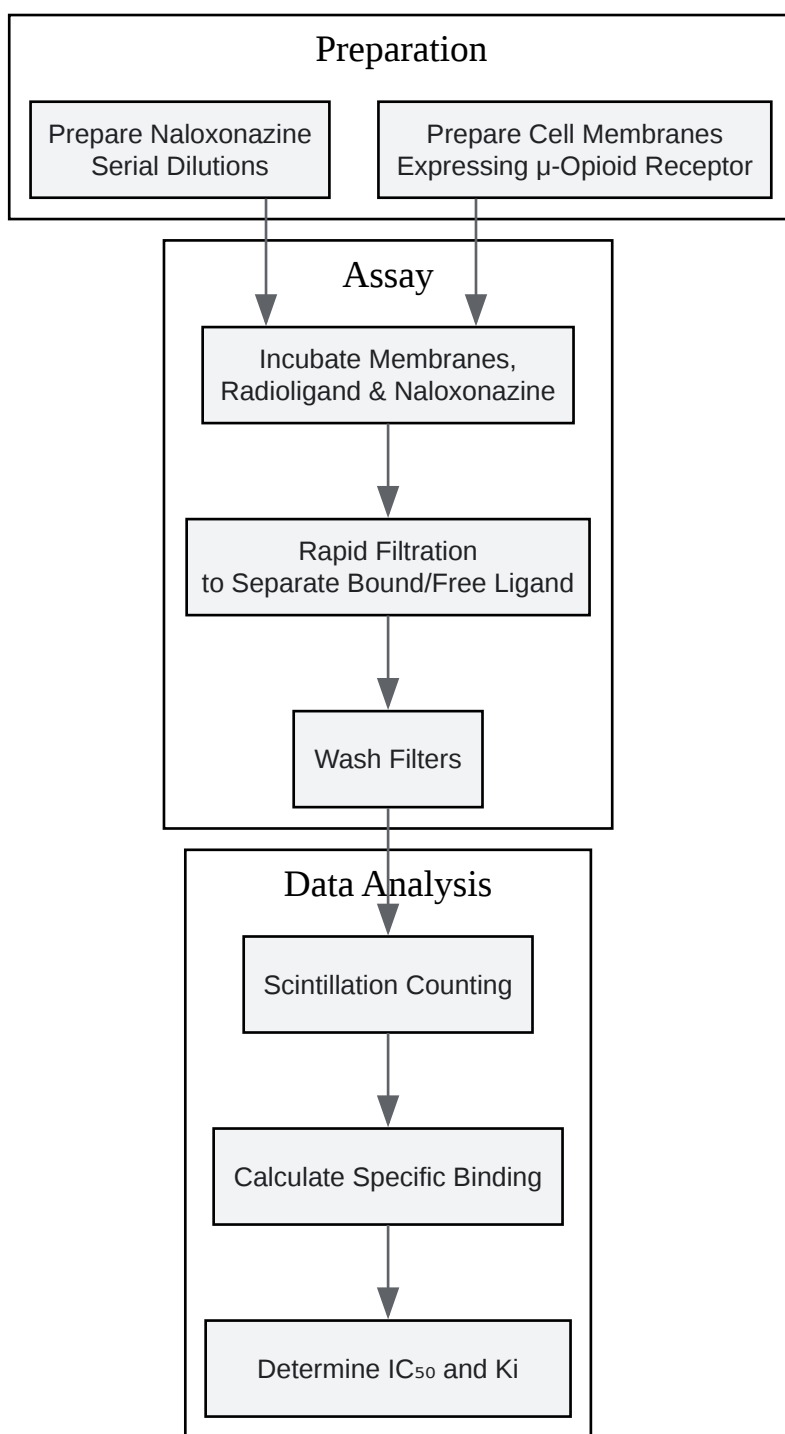 Preparation
Prepare Naloxonazine
Serial Dilutions
Prepare Cell Membranes
Expressing μ-Opioid Receptor
Assay
Incubate Membranes,
Radioligand & Naloxonazine
Rapid Filtration
to Separate Bound/Free Ligand
Wash Filters
Data Analysis
Scintillation Counting
Calculate Specific Binding
Determine IC₅₀ and Ki